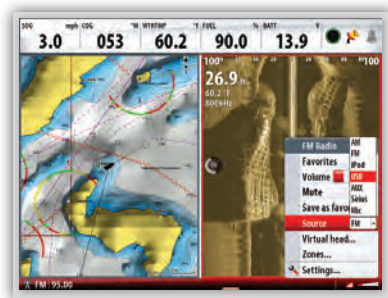 SOG mph COG °M WTRTMP °F FUEL % BATT V
3.0 053 60.2 90.0 13.9
100° 100
26.9 ft
60.2 °F
800kHz
FM Radio
Favorites
Volume
Mute
Save as favou
Source FM
Virtual head...
Zones...
Settings...
AM
FM
iPod
USB
AUX
Sirius
Mic
FM 95.00